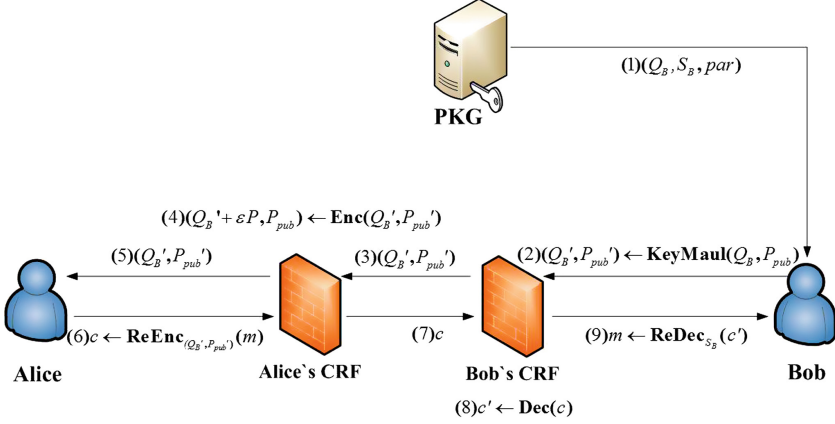 (1)(Q_B, S_B, par)
PKG
(4)(Q_B'+εP, P_pub) ← Enc(Q_B', P_pub')
(5)(Q_B', P_pub')
(3)(Q_B', P_pub')
(2)(Q_B', P_pub') ← KeyMaul(Q_B, P_pub)
(6)c ← ReEnc_(Q_B', P_pub')(m)
(7)c
(9)m ← ReDec_S_B(c')
Alice
Alice`s CRF
Bob`s CRF
Bob
(8)c' ← Dec(c)